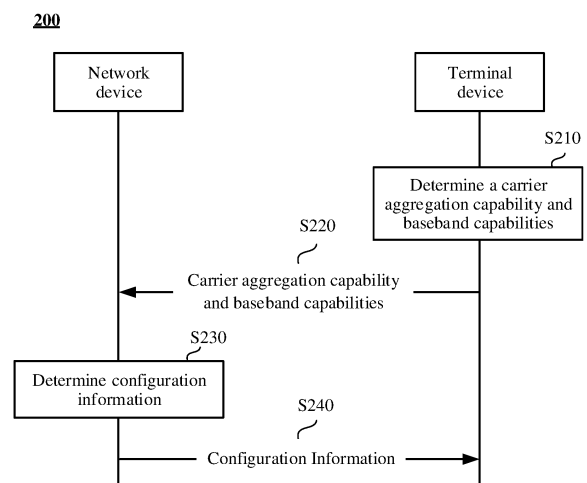 200
Network
device
Terminal
device
S210
Determine a carrier
aggregation capability and
baseband capabilities
S220
Carrier aggregation capability
and baseband capabilities
S230
Determine configuration
information
S240
Configuration Information